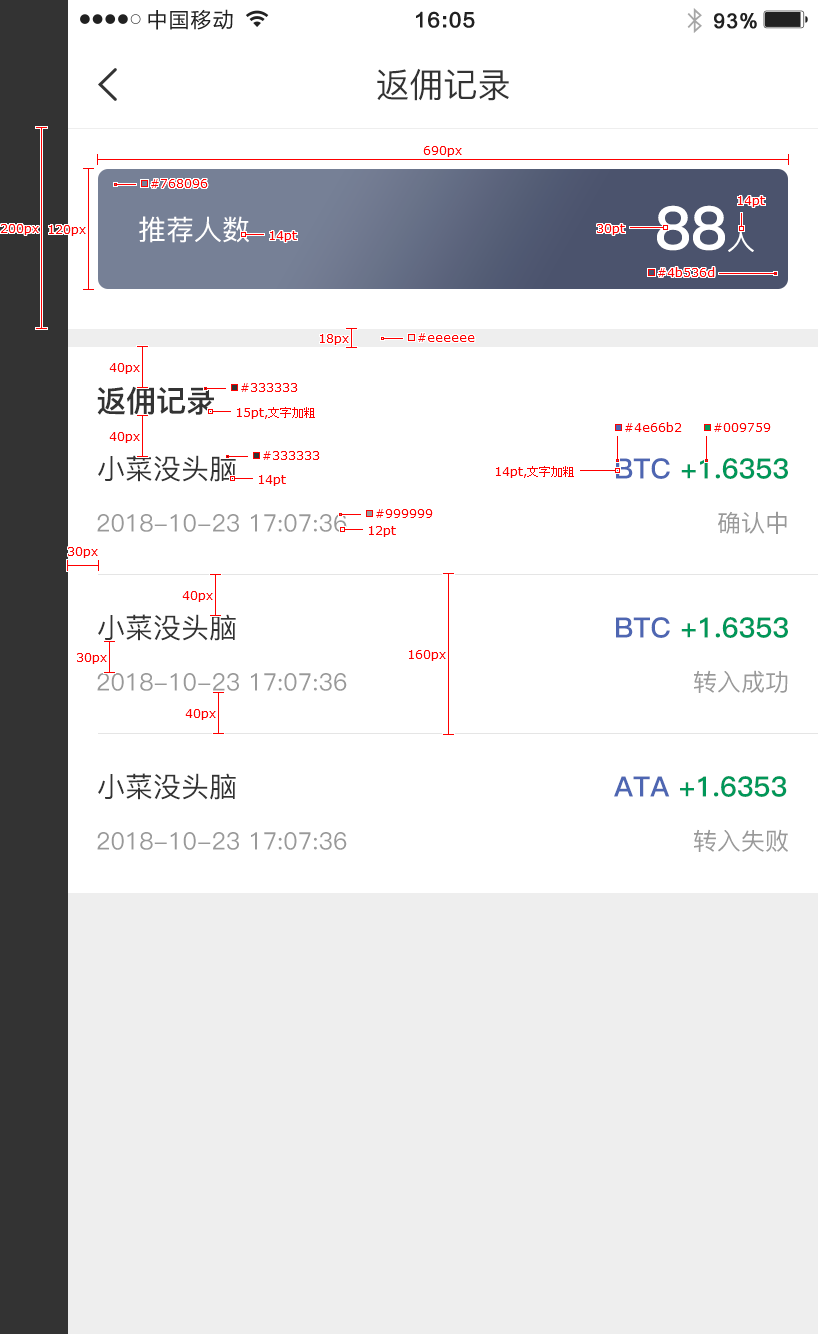 中国移动 16:05 93%
返佣记录
690px
#768096
14pt
200px 120px 推荐人数 14pt 30pt 88人
#4b536d
18px #eeeeee
40px
#333333
返佣记录 15pt,文字加粗
#4e66b2 #009759
40px
#333333
小菜没头脑 14pt 14pt,文字加粗 BTC +1.6353
#999999
2018-10-23 17:07:36 12pt 确认中
30px
40px
小菜没头脑 BTC +1.6353
30px 160px
2018-10-23 17:07:36 转入成功
40px
小菜没头脑 ATA +1.6353
2018-10-23 17:07:36 转入失败